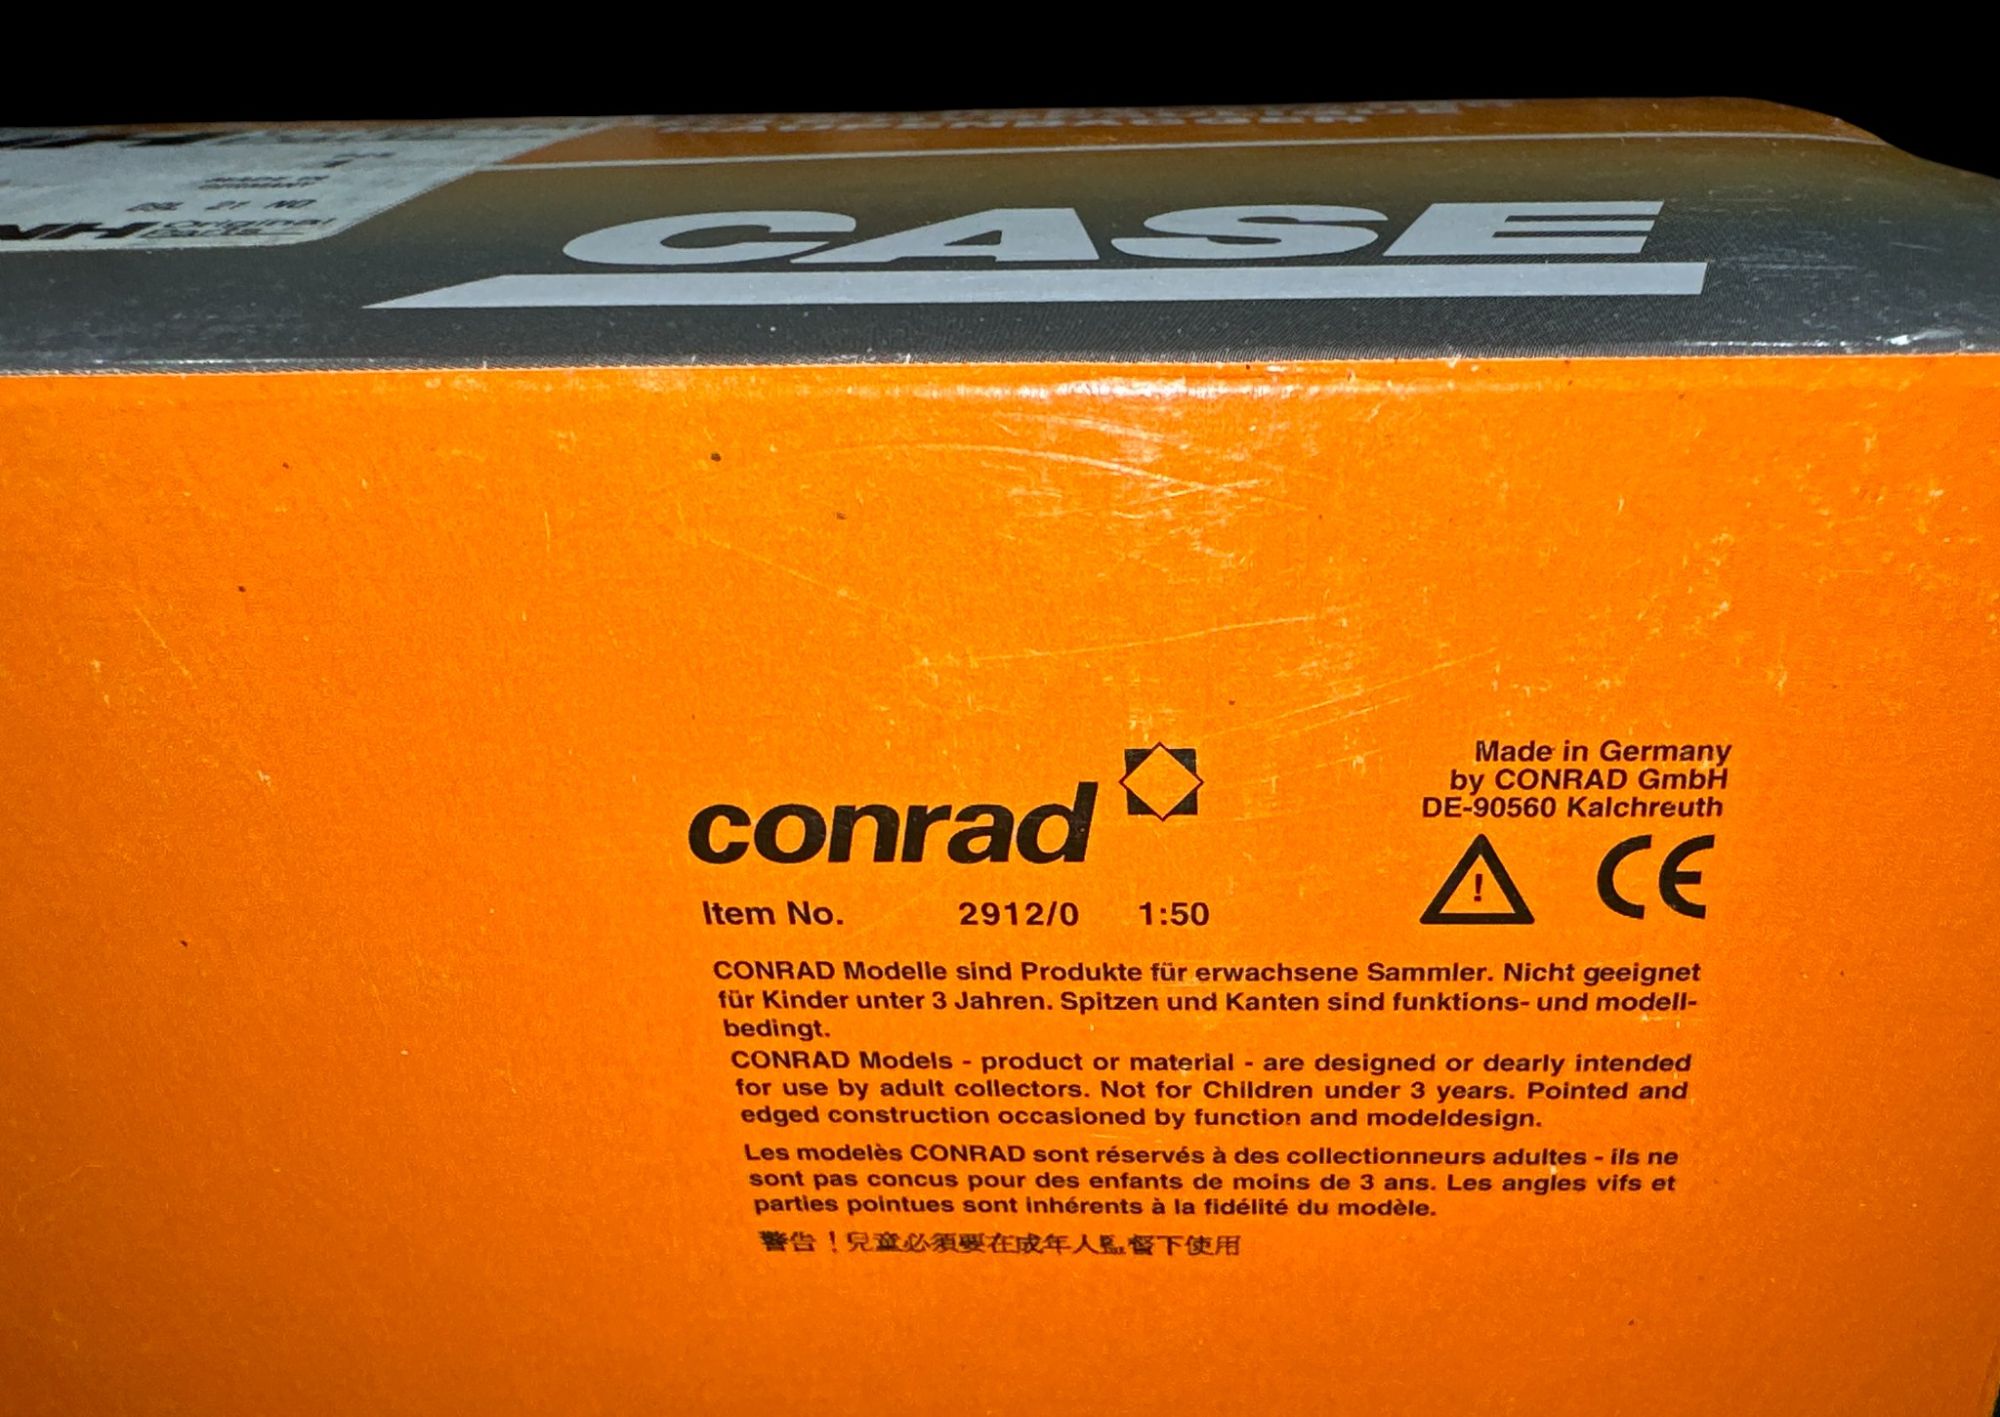 MADE IN
GERMANY
Original
CASE
conrad
Made in Germany
by CONRAD GmbH
DE-90560 Kalchreuth
!
CE
Item No. 2912/0 1:50
CONRAD Modelle sind Produkte für erwachsene Sammler. Nicht geeignet
für Kinder unter 3 Jahren. Spitzen und Kanten sind funktions- und modell-
bedingt.
CONRAD Models - product or material - are designed or dearly intended
for use by adult collectors. Not for Children under 3 years. Pointed and
edged construction occasioned by function and modeldesign.
Les modelès CONRAD sont réservés à des collectionneurs adultes - ils ne
sont pas concus pour des enfants de moins de 3 ans. Les angles vifs et
parties pointues sont inhérents à la fidélité du modèle.
警告！兒童必須要在成年人監督下使用